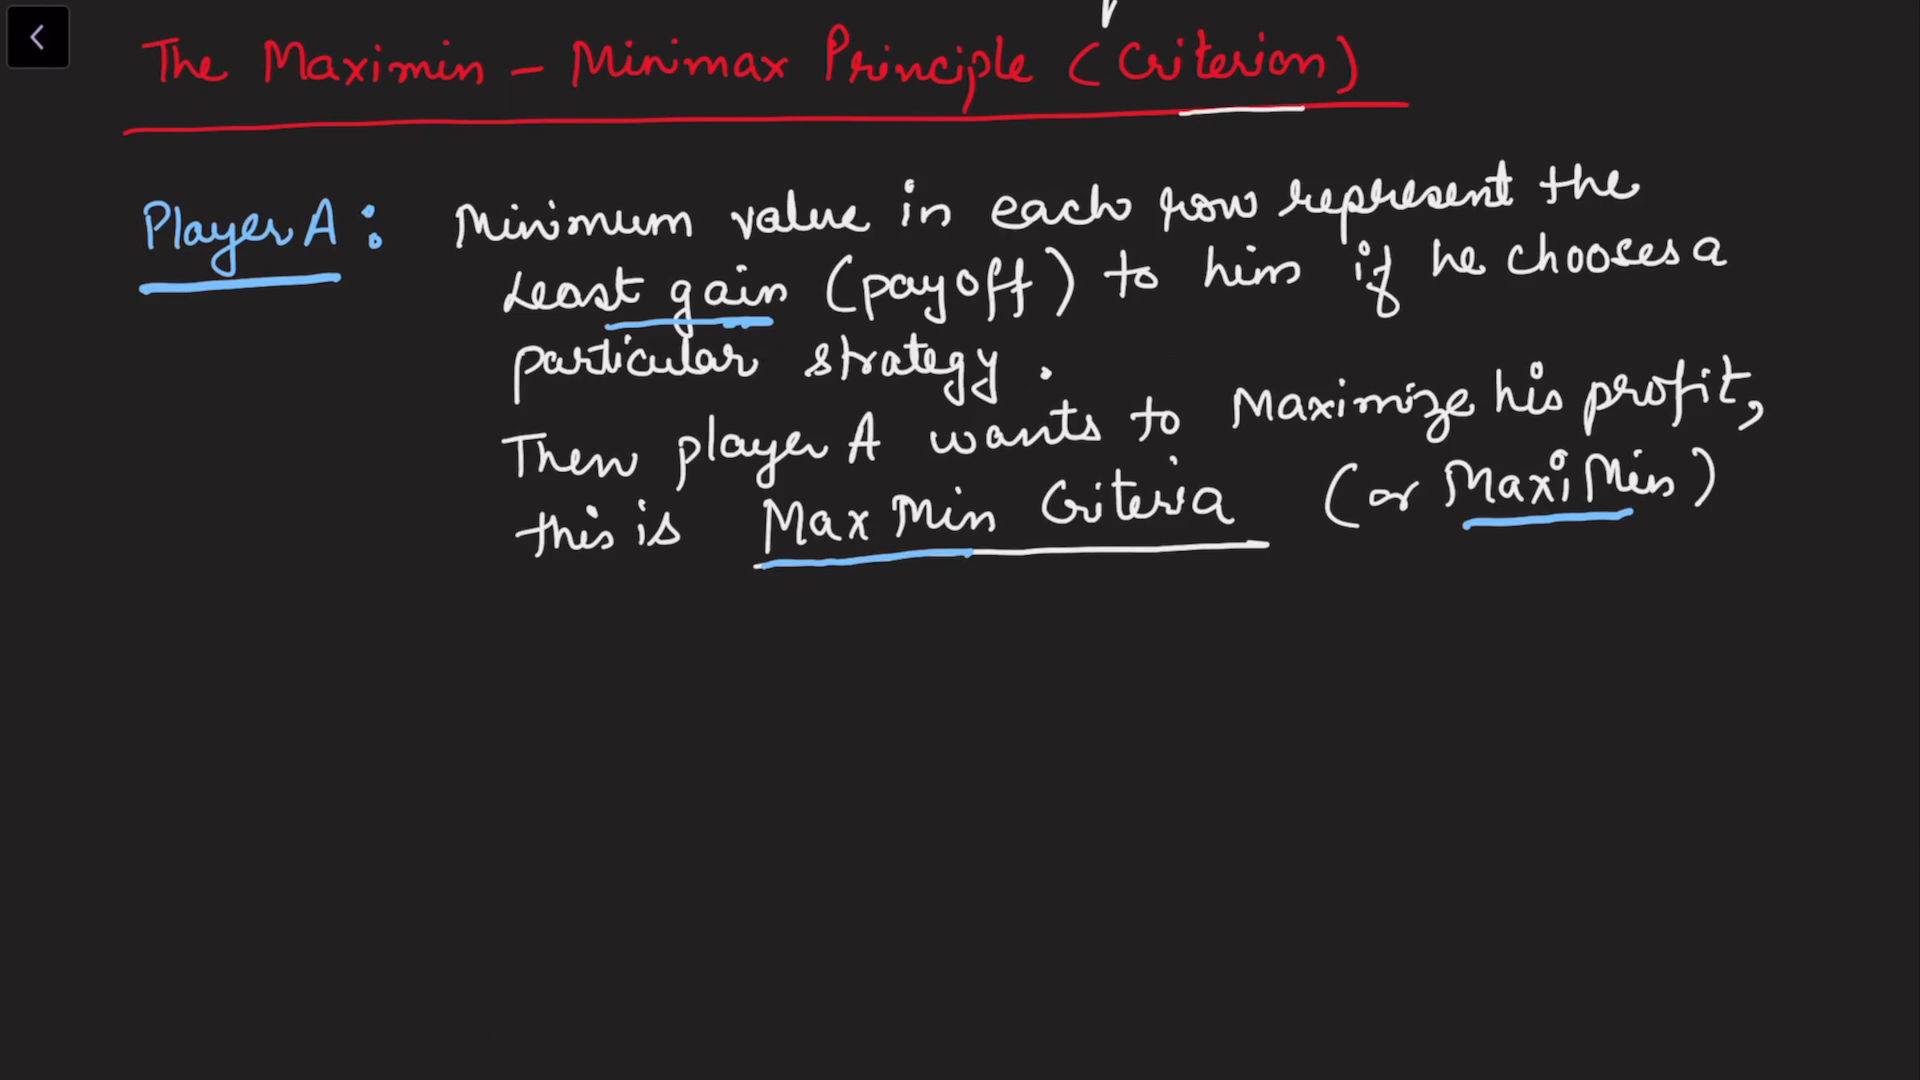 The Maximin - Minimax Principle (Criterion)
Player A : Minimum value in each row represent the
Least gain (payoff) to him if he chooses a
particular strategy .
Then player A wants to Maximize his profit,
this is Max Min Criteria (or MaxiMin)